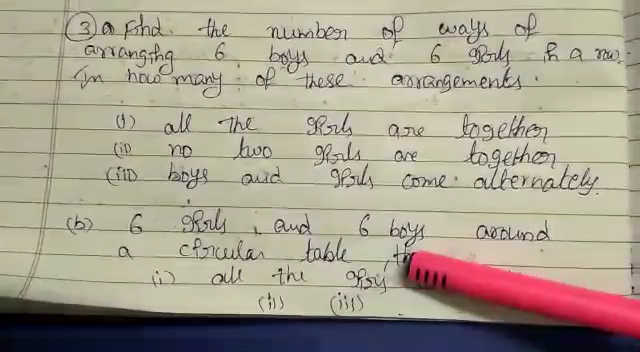 ③ a Find the number of ways of
arranging 6 boys and 6 girls in a row.
In how many of these arrangements.
(i) all the girls are together
(ii) no two girls are together
(iii) boys and girls come alternately.
(b) 6 girls and 6 boys around
a circular table,
(i) all the girls
(ii) (iii)